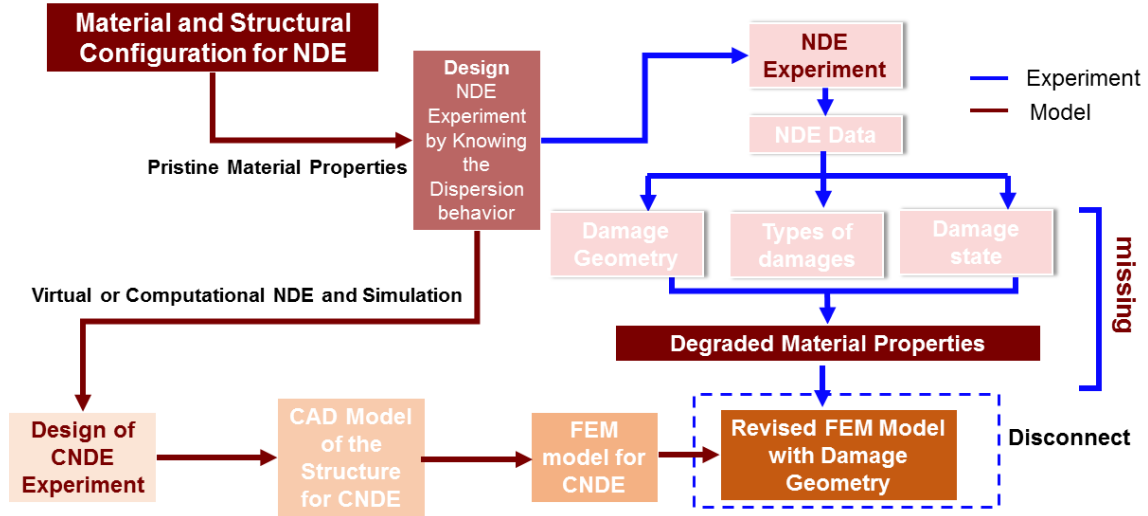 Material and Structural
Configuration for NDE
Design
NDE
Experiment
by Knowing
the
Dispersion
behavior
Pristine Material Properties
NDE
Experiment
Experiment
Model
NDE Data
Damage
Geometry
Types of
damages
Damage
state
missing
Virtual or Computational NDE and Simulation
Degraded Material Properties
Design of
CNDE
Experiment
CAD Model
of the
Structure
for CNDE
FEM
model for
CNDE
Revised FEM Model
with Damage
Geometry
Disconnect